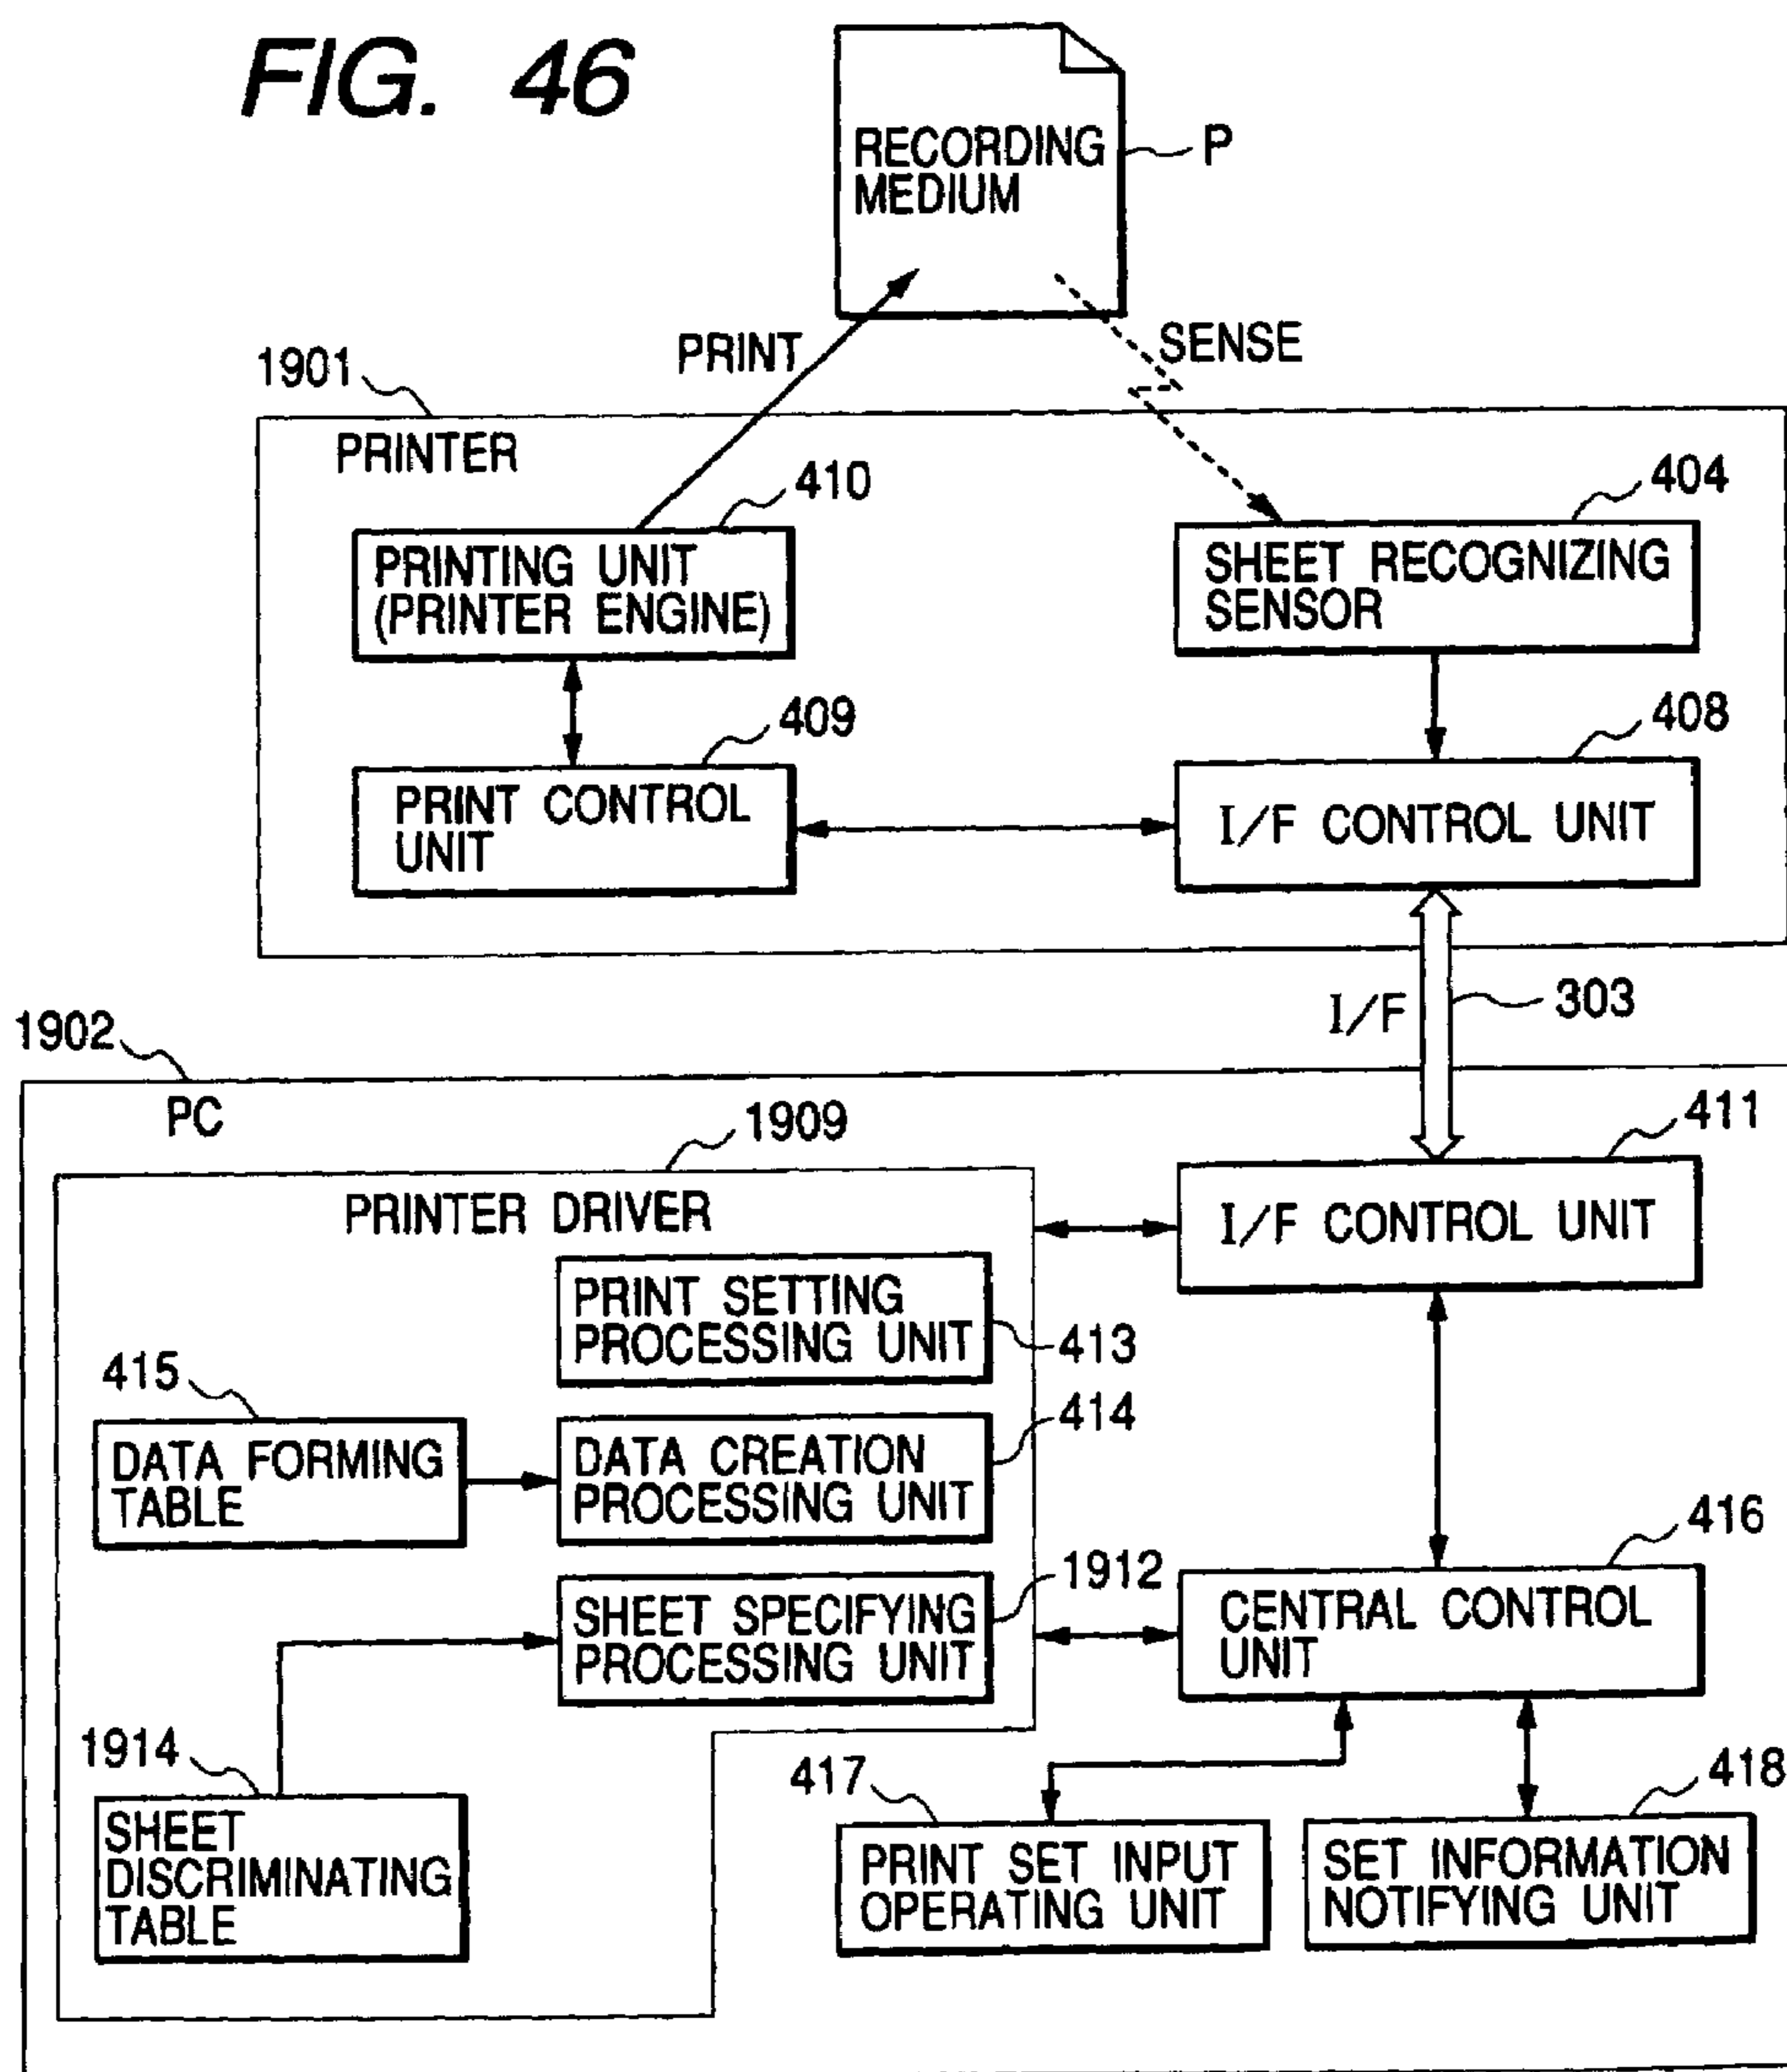 FIG. 46
RECORDING
MEDIUM
P
PRINT
SENSE
1901
PRINTER
410
404
PRINTING UNIT
(PRINTER ENGINE)
SHEET RECOGNIZING
SENSOR
409
408
PRINT CONTROL
UNIT
I/F CONTROL UNIT
I/F
303
1902
PC
1909
411
PRINTER DRIVER
I/F CONTROL UNIT
PRINT SETTING
PROCESSING UNIT
413
415
414
DATA FORMING
TABLE
DATA CREATION
PROCESSING UNIT
416
1912
SHEET SPECIFYING
PROCESSING UNIT
CENTRAL CONTROL
UNIT
1914
417
418
SHEET
DISCRIMINATING
TABLE
PRINT SET INPUT
OPERATING UNIT
SET INFORMATION
NOTIFYING UNIT